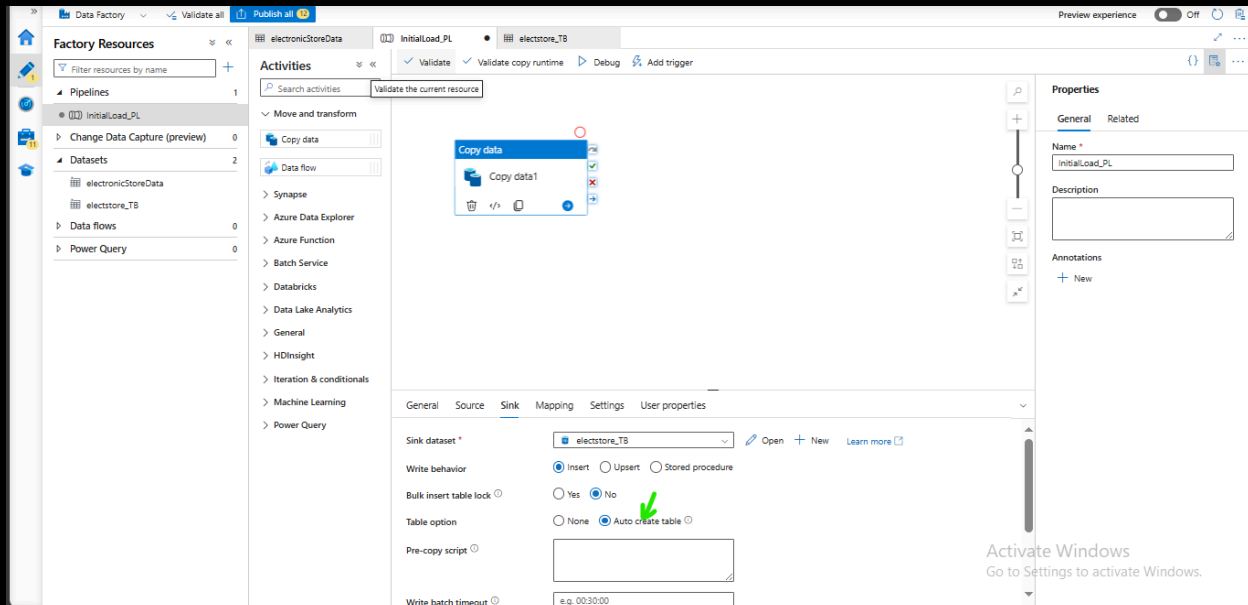 Data Factory
Validate all
Publish all 12
Preview experience
Off
Factory Resources
Filter resources by name
Pipelines 1
InitialLoad_PL
Change Data Capture (preview) 0
Datasets 2
electronicStoreData
electstore_TB
Data flows 0
Power Query 0
1
11
electronicStoreData
InitialLoad_PL
electstore_TB
Activities
Search activities
Move and transform
Copy data
Data flow
Synapse
Azure Data Explorer
Azure Function
Batch Service
Databricks
Data Lake Analytics
General
HDInsight
Iteration & conditionals
Machine Learning
Power Query
Validate
Validate copy runtime
Debug
Add trigger
Validate the current resource
Copy data
Copy data1
General Source Sink Mapping Settings User properties
Sink dataset * electstore_TB Open New Learn more
Write behavior Insert Upsert Stored procedure
Bulk insert table lock Yes No
Table option None Auto create table
Pre-copy script
Write batch timeout e.g. 00:30:00
Properties
General Related
Name *
InitialLoad_PL
Description
Annotations
New
Activate Windows
Go to Settings to activate Windows.